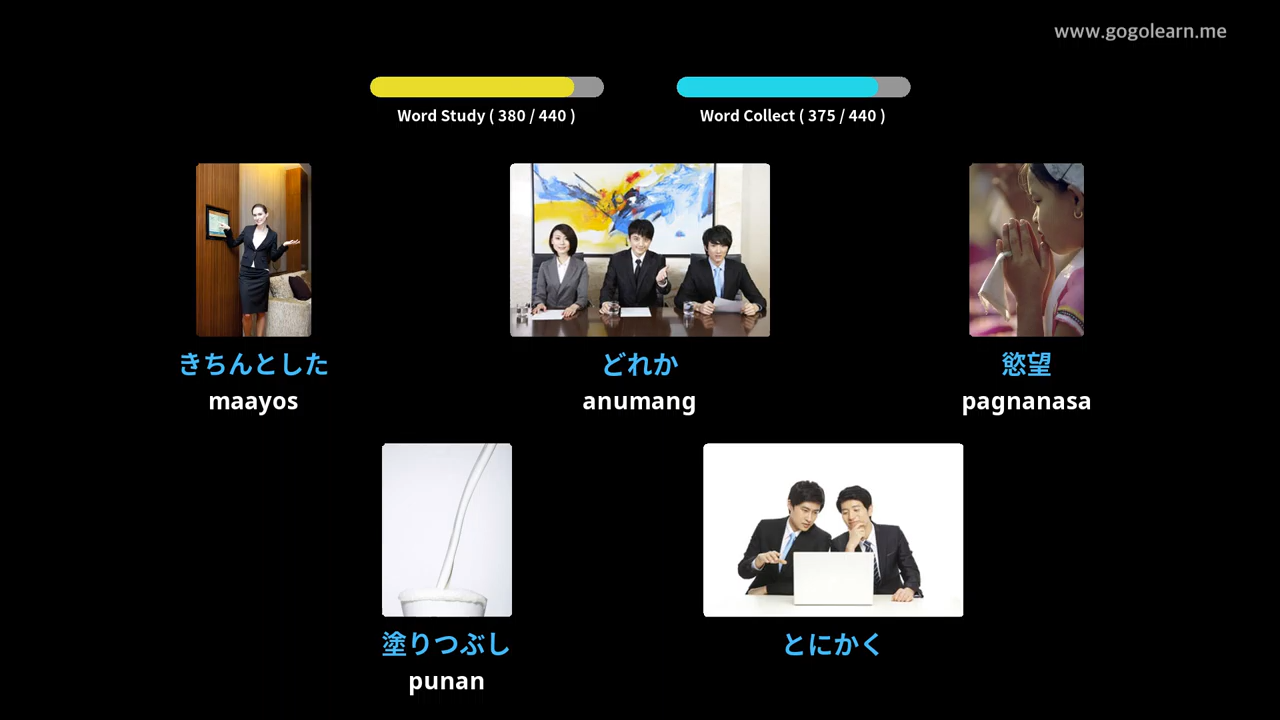 www.gogolearn.me
Word Study ( 380 / 440 )
Word Collect ( 375 / 440 )
きちんとした
maayos
どれか
anumang
慾望
pagnanasa
塗りつぶし
punan
とにかく